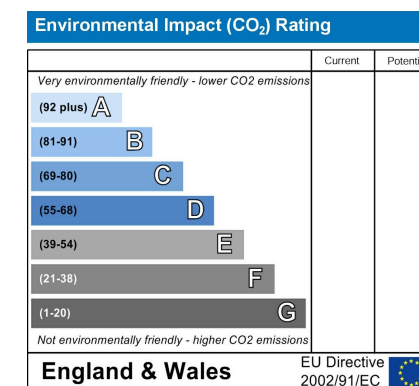 Environmental Impact (CO₂) Rating
Current Potenti
Very environmentally friendly - lower CO2 emissions
(92 plus) A
(81-91) B
(69-80) C
(55-68) D
(39-54) E
(21-38) F
(1-20) G
Not environmentally friendly - higher CO2 emissions
England & Wales
EU Directive
2002/91/EC